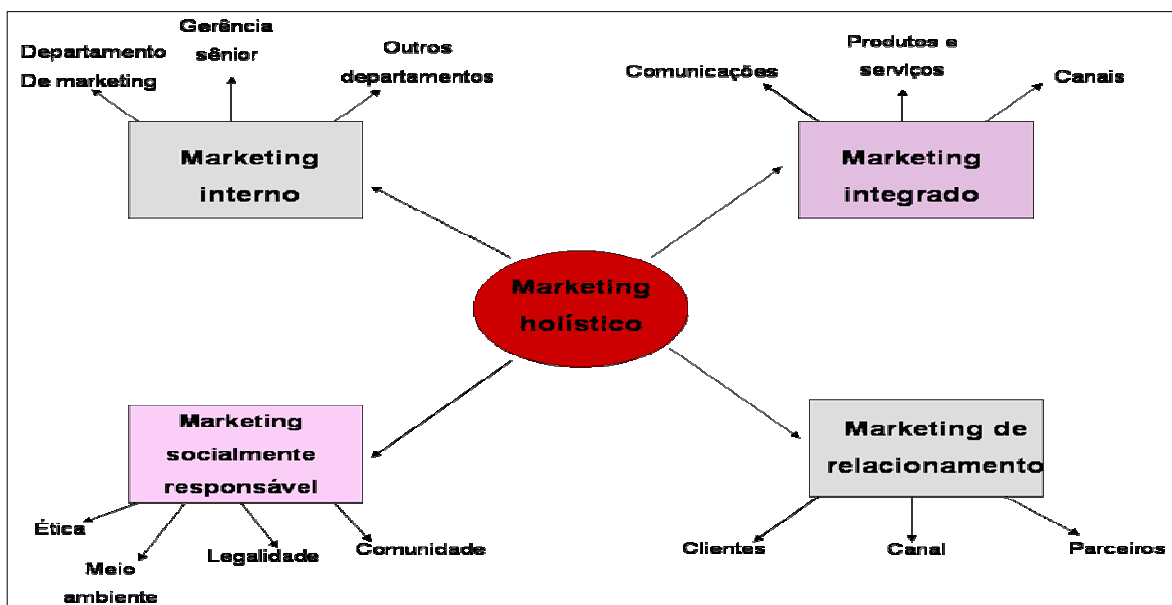 Departamento
De marketing
Gerência
sênior
Outros
departamentos
Marketing
interno
Comunicações
Produtos e
serviços
Canais
Marketing
integrado
Marketing
holístico
Marketing
socialmente
responsável
Ética
Meio
ambiente
Legalidade
Comunidade
Marketing de
relacionamento
Clientes
Canal
Parceiros